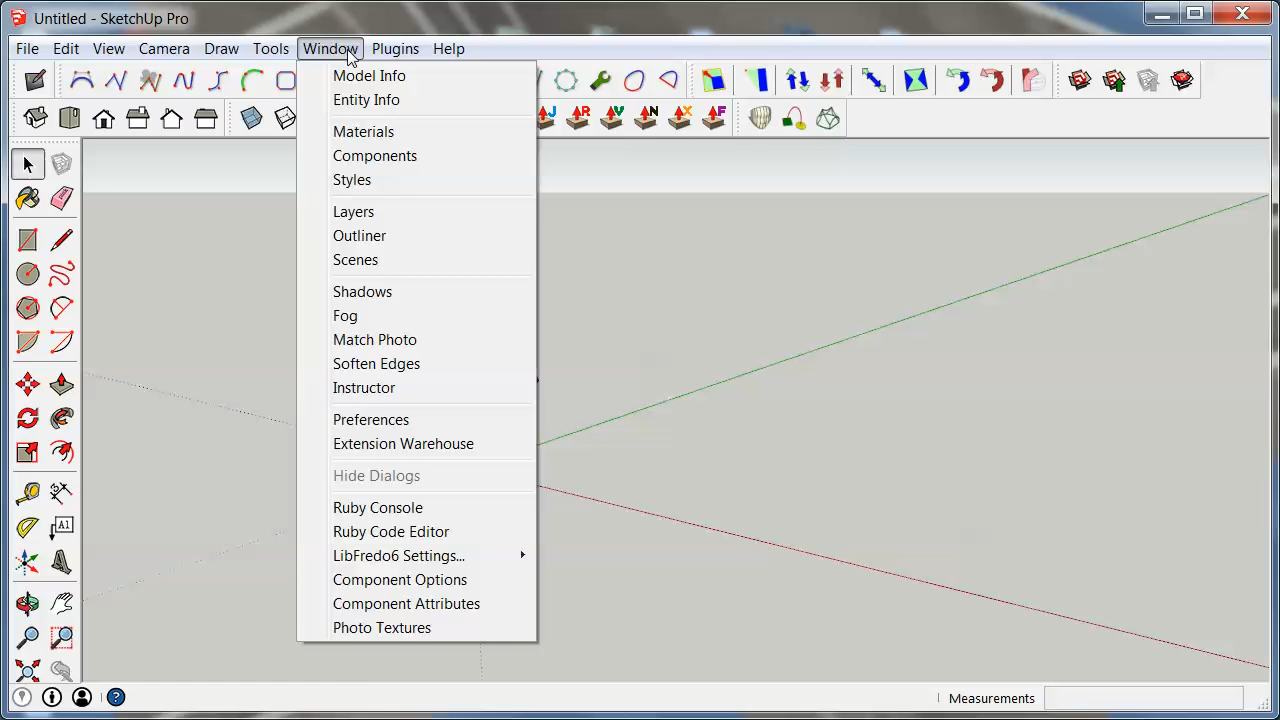 Untitled - SketchUp Pro
File Edit View Camera Draw Tools Window Plugins Help
Model Info
Entity Info
Materials
Components
Styles
Layers
Outliner
Scenes
Shadows
Fog
Match Photo
Soften Edges
Instructor
Preferences
Extension Warehouse
Hide Dialogs
Ruby Console
Ruby Code Editor
LibFredo6 Settings...
Component Options
Component Attributes
Photo Textures
J R V N X F
A1
Measurements